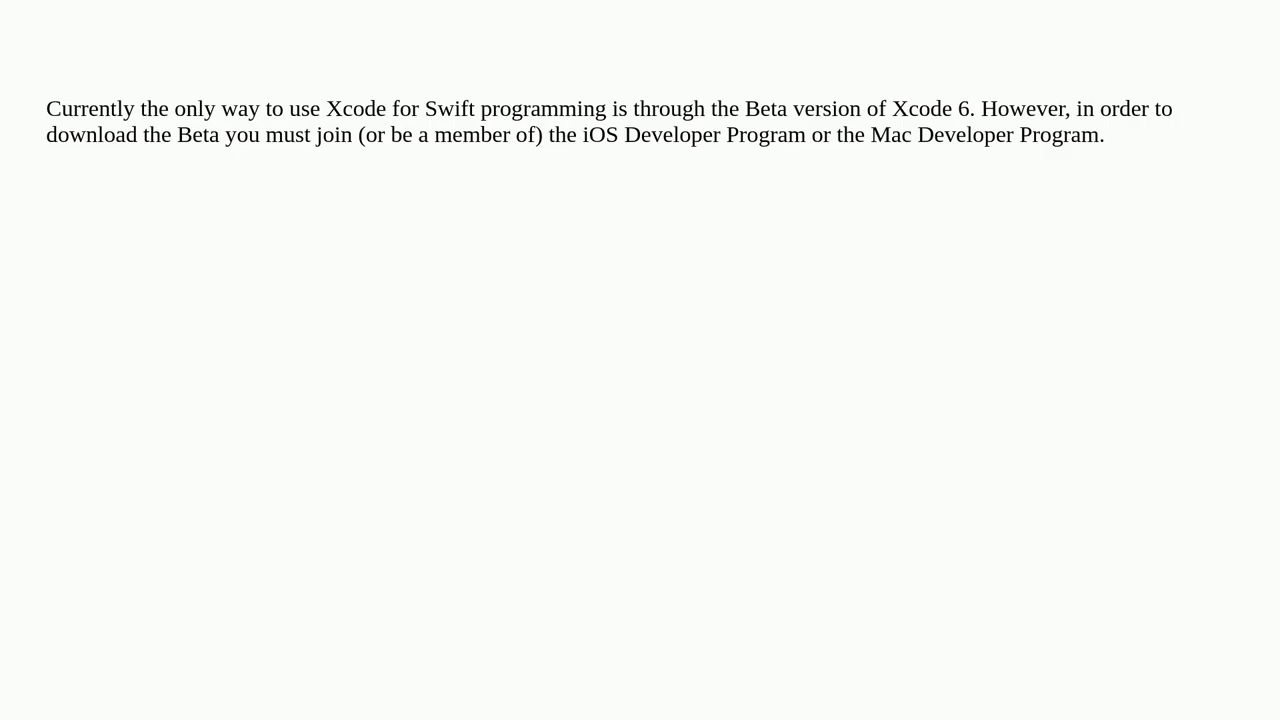 Currently the only way to use Xcode for Swift programming is through the Beta version of Xcode 6. However, in order to
download the Beta you must join (or be a member of) the iOS Developer Program or the Mac Developer Program.